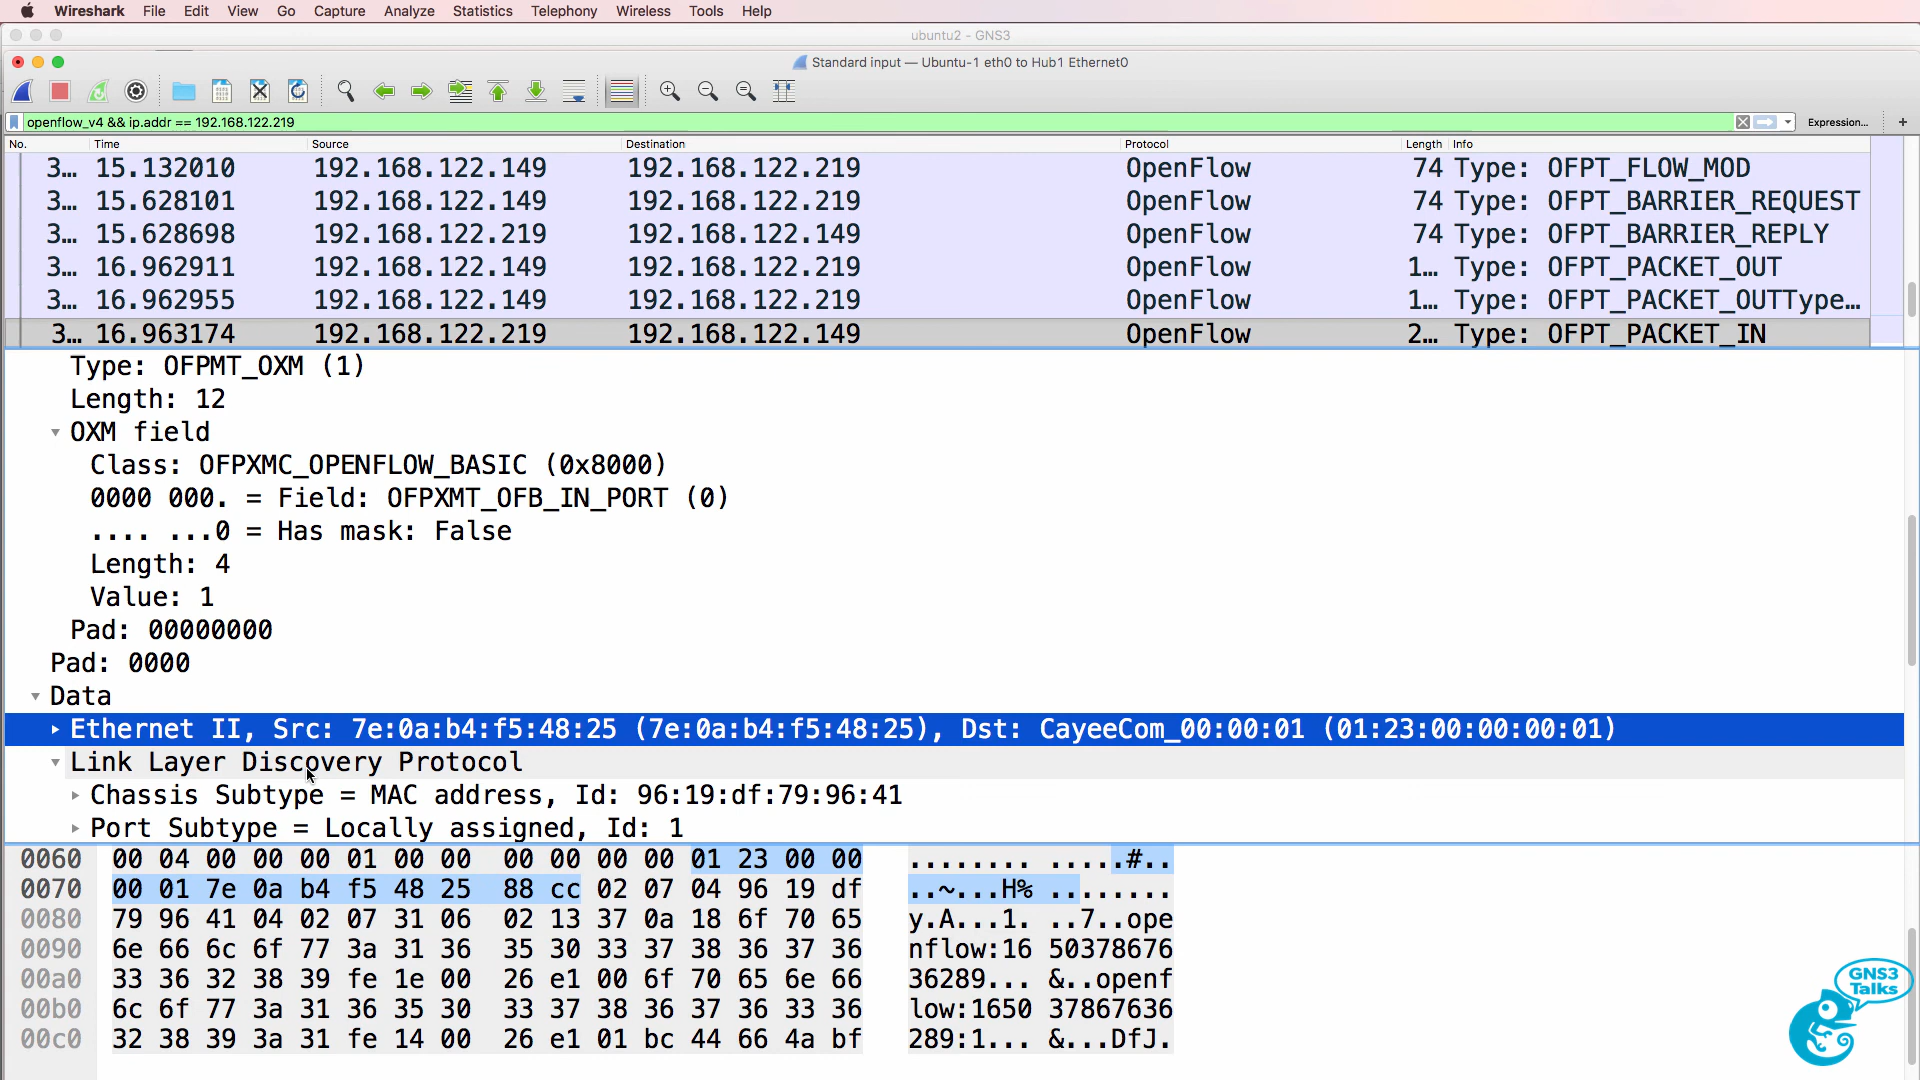 Wireshark File Edit View Go Capture Analyze Statistics Telephony Wireless Tools Help
ubuntu2 - GNS3
Standard input — Ubuntu-1 eth0 to Hub1 Ethernet0
openflow_v4 && ip.addr == 192.168.122.219 Expression... +
No. Time Source Destination Protocol Length Info
3... 15.132010 192.168.122.149 192.168.122.219 OpenFlow 74 Type: OFPT_FLOW_MOD
3... 15.628101 192.168.122.149 192.168.122.219 OpenFlow 74 Type: OFPT_BARRIER_REQUEST
3... 15.628698 192.168.122.219 192.168.122.149 OpenFlow 74 Type: OFPT_BARRIER_REPLY
3... 16.962911 192.168.122.149 192.168.122.219 OpenFlow 1... Type: OFPT_PACKET_OUT
3... 16.962955 192.168.122.149 192.168.122.219 OpenFlow 1... Type: OFPT_PACKET_OUTType...
3... 16.963174 192.168.122.219 192.168.122.149 OpenFlow 2... Type: OFPT_PACKET_IN
Type: OFPMT_OXM (1)
Length: 12
OXM field
Class: OFPXMC_OPENFLOW_BASIC (0x8000)
0000 000. = Field: OFPXMT_OFB_IN_PORT (0)
.... ...0 = Has mask: False
Length: 4
Value: 1
Pad: 00000000
Pad: 0000
Data
Ethernet II, Src: 7e:0a:b4:f5:48:25 (7e:0a:b4:f5:48:25), Dst: CayeeCom_00:00:01 (01:23:00:00:00:01)
Link Layer Discovery Protocol
Chassis Subtype = MAC address, Id: 96:19:df:79:96:41
Port Subtype = Locally assigned, Id: 1
0060 00 04 00 00 00 01 00 00 00 00 00 00 01 23 00 00 ........ .....#..
0070 00 01 7e 0a b4 f5 48 25 88 cc 02 07 04 96 19 df ..~...H% ........
0080 79 96 41 04 02 07 31 06 02 13 37 0a 18 6f 70 65 y.A...1. ..7..ope
0090 6e 66 6c 6f 77 3a 31 36 35 30 33 37 38 36 37 36 nflow:16 50378676
00a0 33 36 32 38 39 fe 1e 00 26 e1 00 6f 70 65 6e 66 36289... &..openf
00b0 6c 6f 77 3a 31 36 35 30 33 37 38 36 37 36 33 36 low:1650 37867636
00c0 32 38 39 3a 31 fe 14 00 26 e1 01 bc 44 66 4a bf 289:1... &...DfJ.
GNS3
Talks